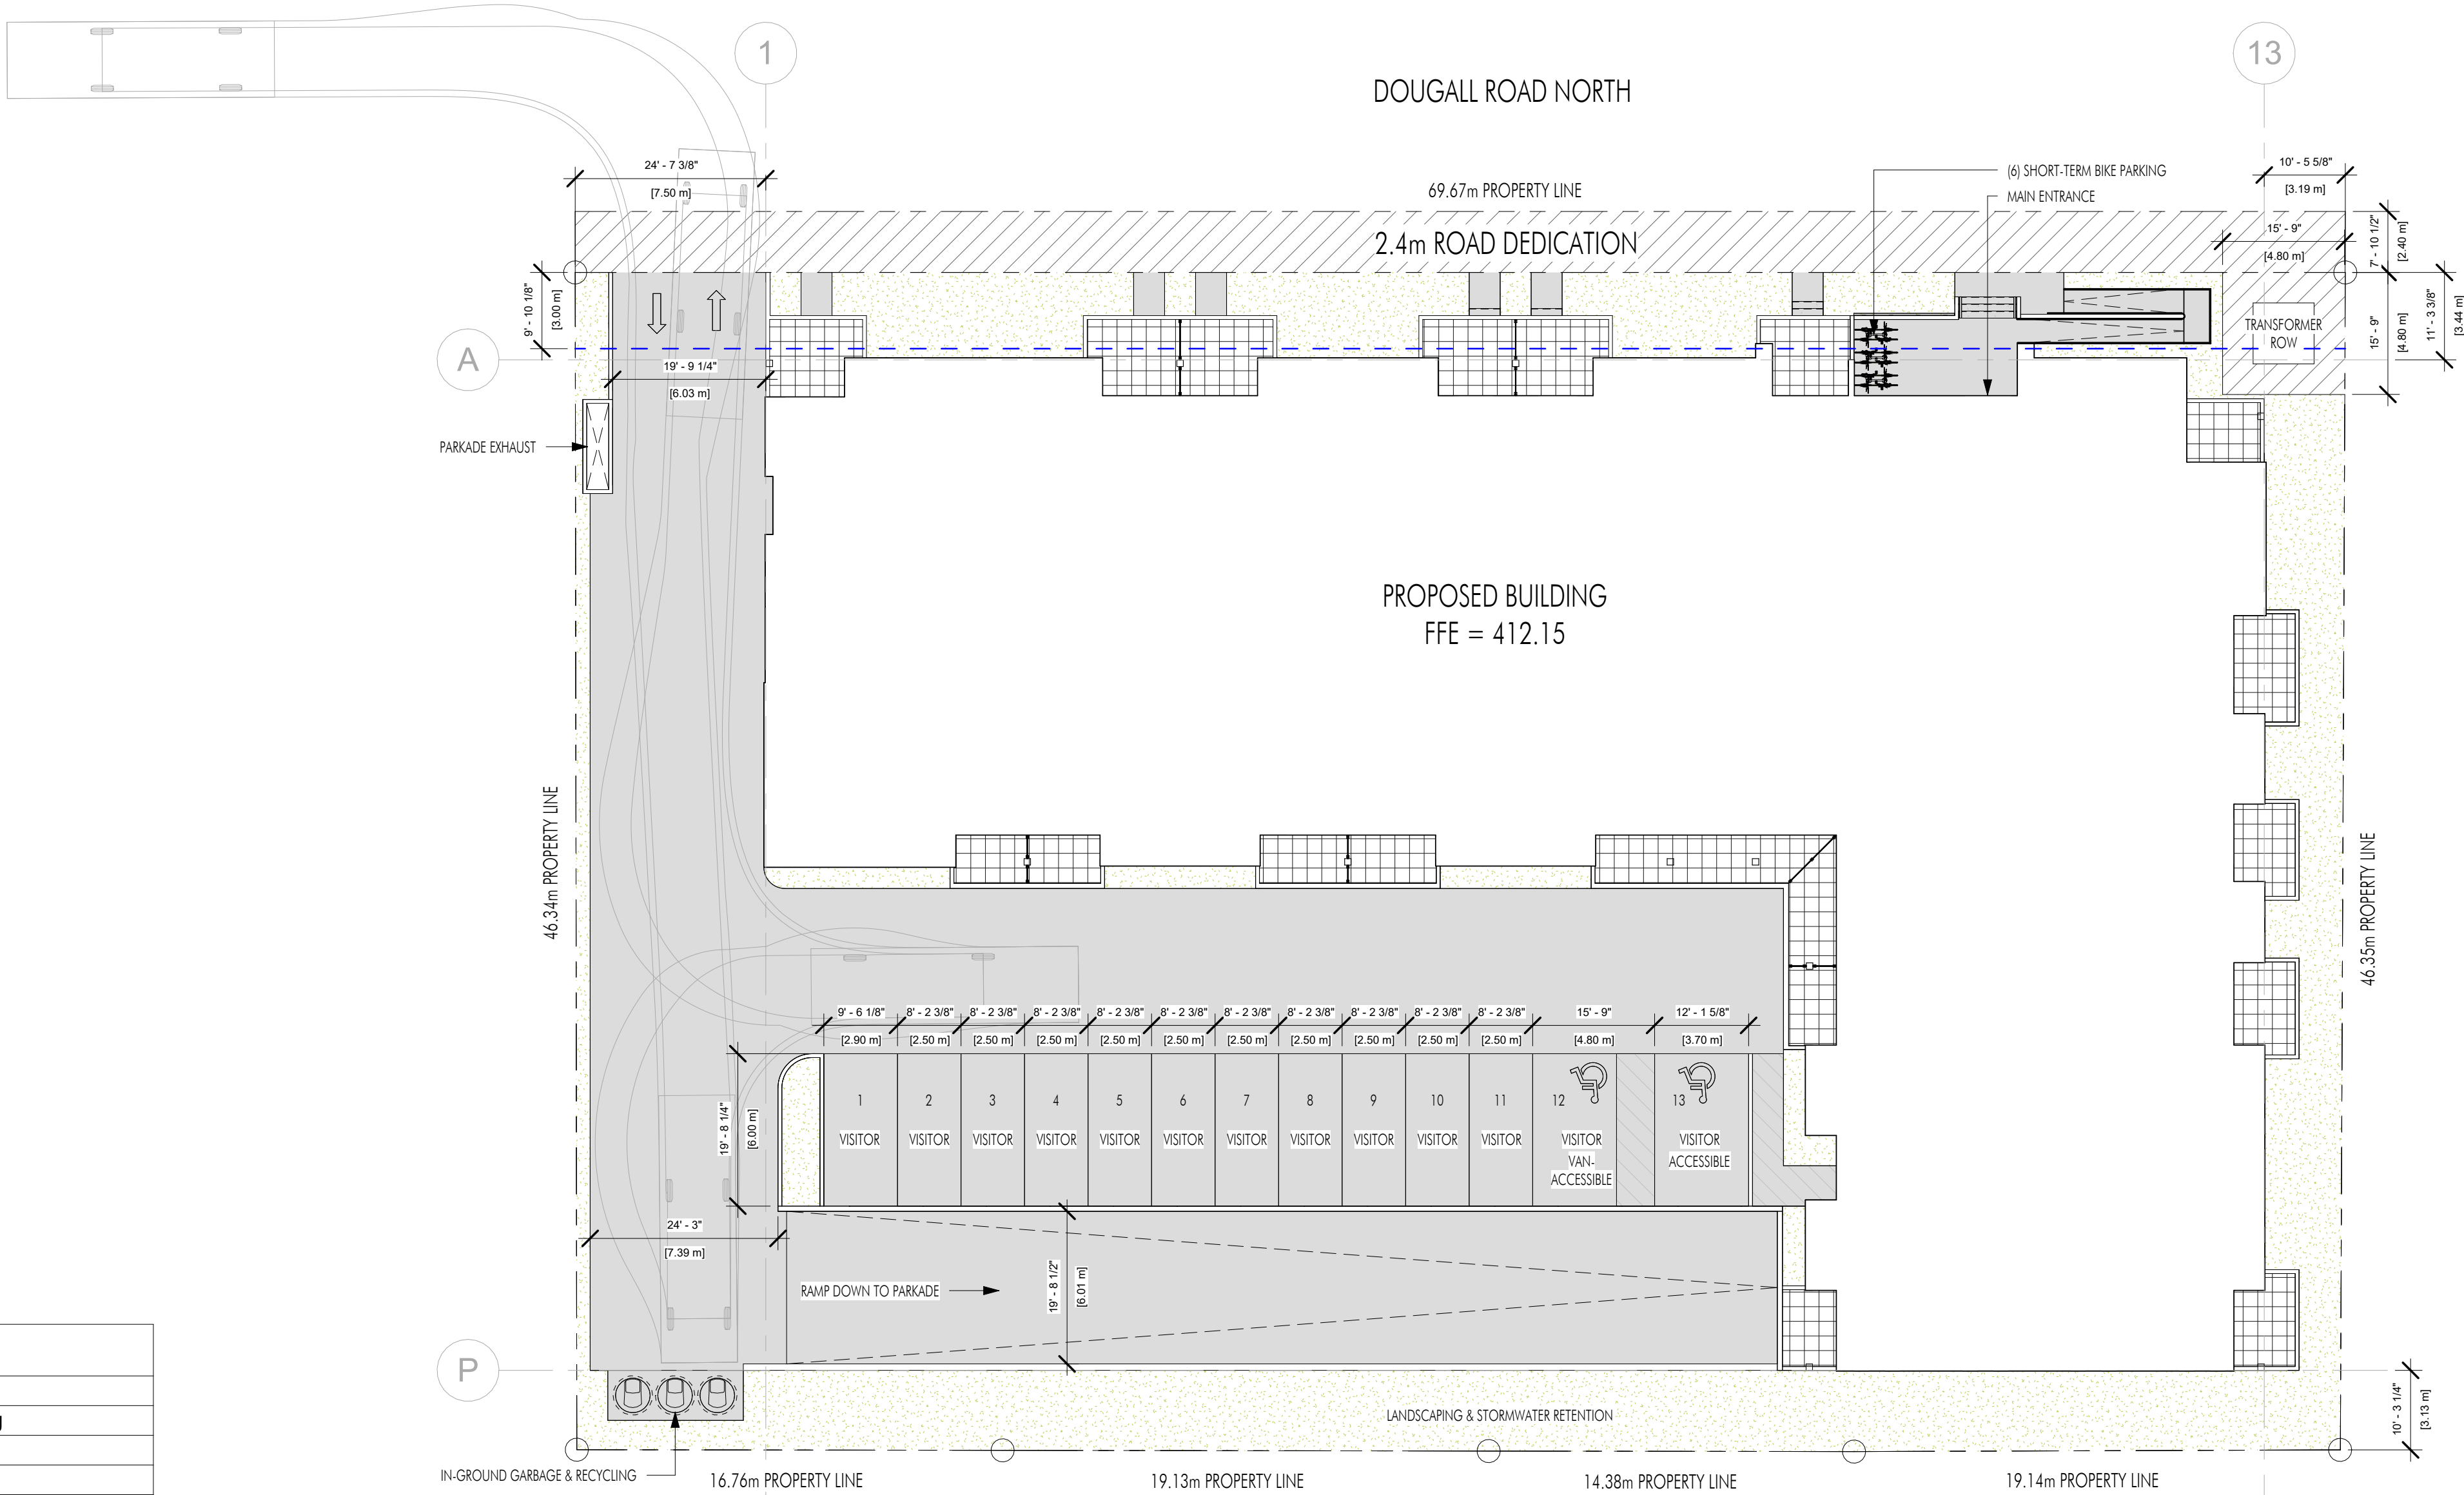 1
13
DOUGALL ROAD NORTH
24' - 7 3/8"
[7.50 m]
69.67m PROPERTY LINE
(6) SHORT-TERM BIKE PARKING
MAIN ENTRANCE
10' - 5 5/8"
[3.19 m]
2.4m ROAD DEDICATION
15' - 9"
[4.80 m]
7' - 10 1/2"
[2.40 m]
9' - 10 1/8"
[3.00 m]
A
19' - 9 1/4"
[6.03 m]
TRANSFORMER
ROW
15' - 9"
[4.80 m]
11' - 3 3/8"
[3.44 m]
PARKADE EXHAUST
PROPOSED BUILDING
FFE = 412.15
46.34m PROPERTY LINE
46.35m PROPERTY LINE
9' - 6 1/8" 8' - 2 3/8" 8' - 2 3/8" 8' - 2 3/8" 8' - 2 3/8" 8' - 2 3/8" 8' - 2 3/8" 8' - 2 3/8" 8' - 2 3/8" 8' - 2 3/8" 8' - 2 3/8" 15' - 9" 12' - 1 5/8"
[2.90 m] [2.50 m] [2.50 m] [2.50 m] [2.50 m] [2.50 m] [2.50 m] [2.50 m] [2.50 m] [2.50 m] [2.50 m] [4.80 m] [3.70 m]
1 2 3 4 5 6 7 8 9 10 11 12 13
VISITOR VISITOR VISITOR VISITOR VISITOR VISITOR VISITOR VISITOR VISITOR VISITOR VISITOR VISITOR VISITOR
VAN-
ACCESSIBLE
ACCESSIBLE
19' - 8 1/4"
[6.00 m]
24' - 3"
[7.39 m]
RAMP DOWN TO PARKADE
19' - 8 1/2"
[6.01 m]
P
LANDSCAPING & STORMWATER RETENTION
10' - 3 1/4"
[3.13 m]
IN-GROUND GARBAGE & RECYCLING
16.76m PROPERTY LINE
19.13m PROPERTY LINE
14.38m PROPERTY LINE
19.14m PROPERTY LINE